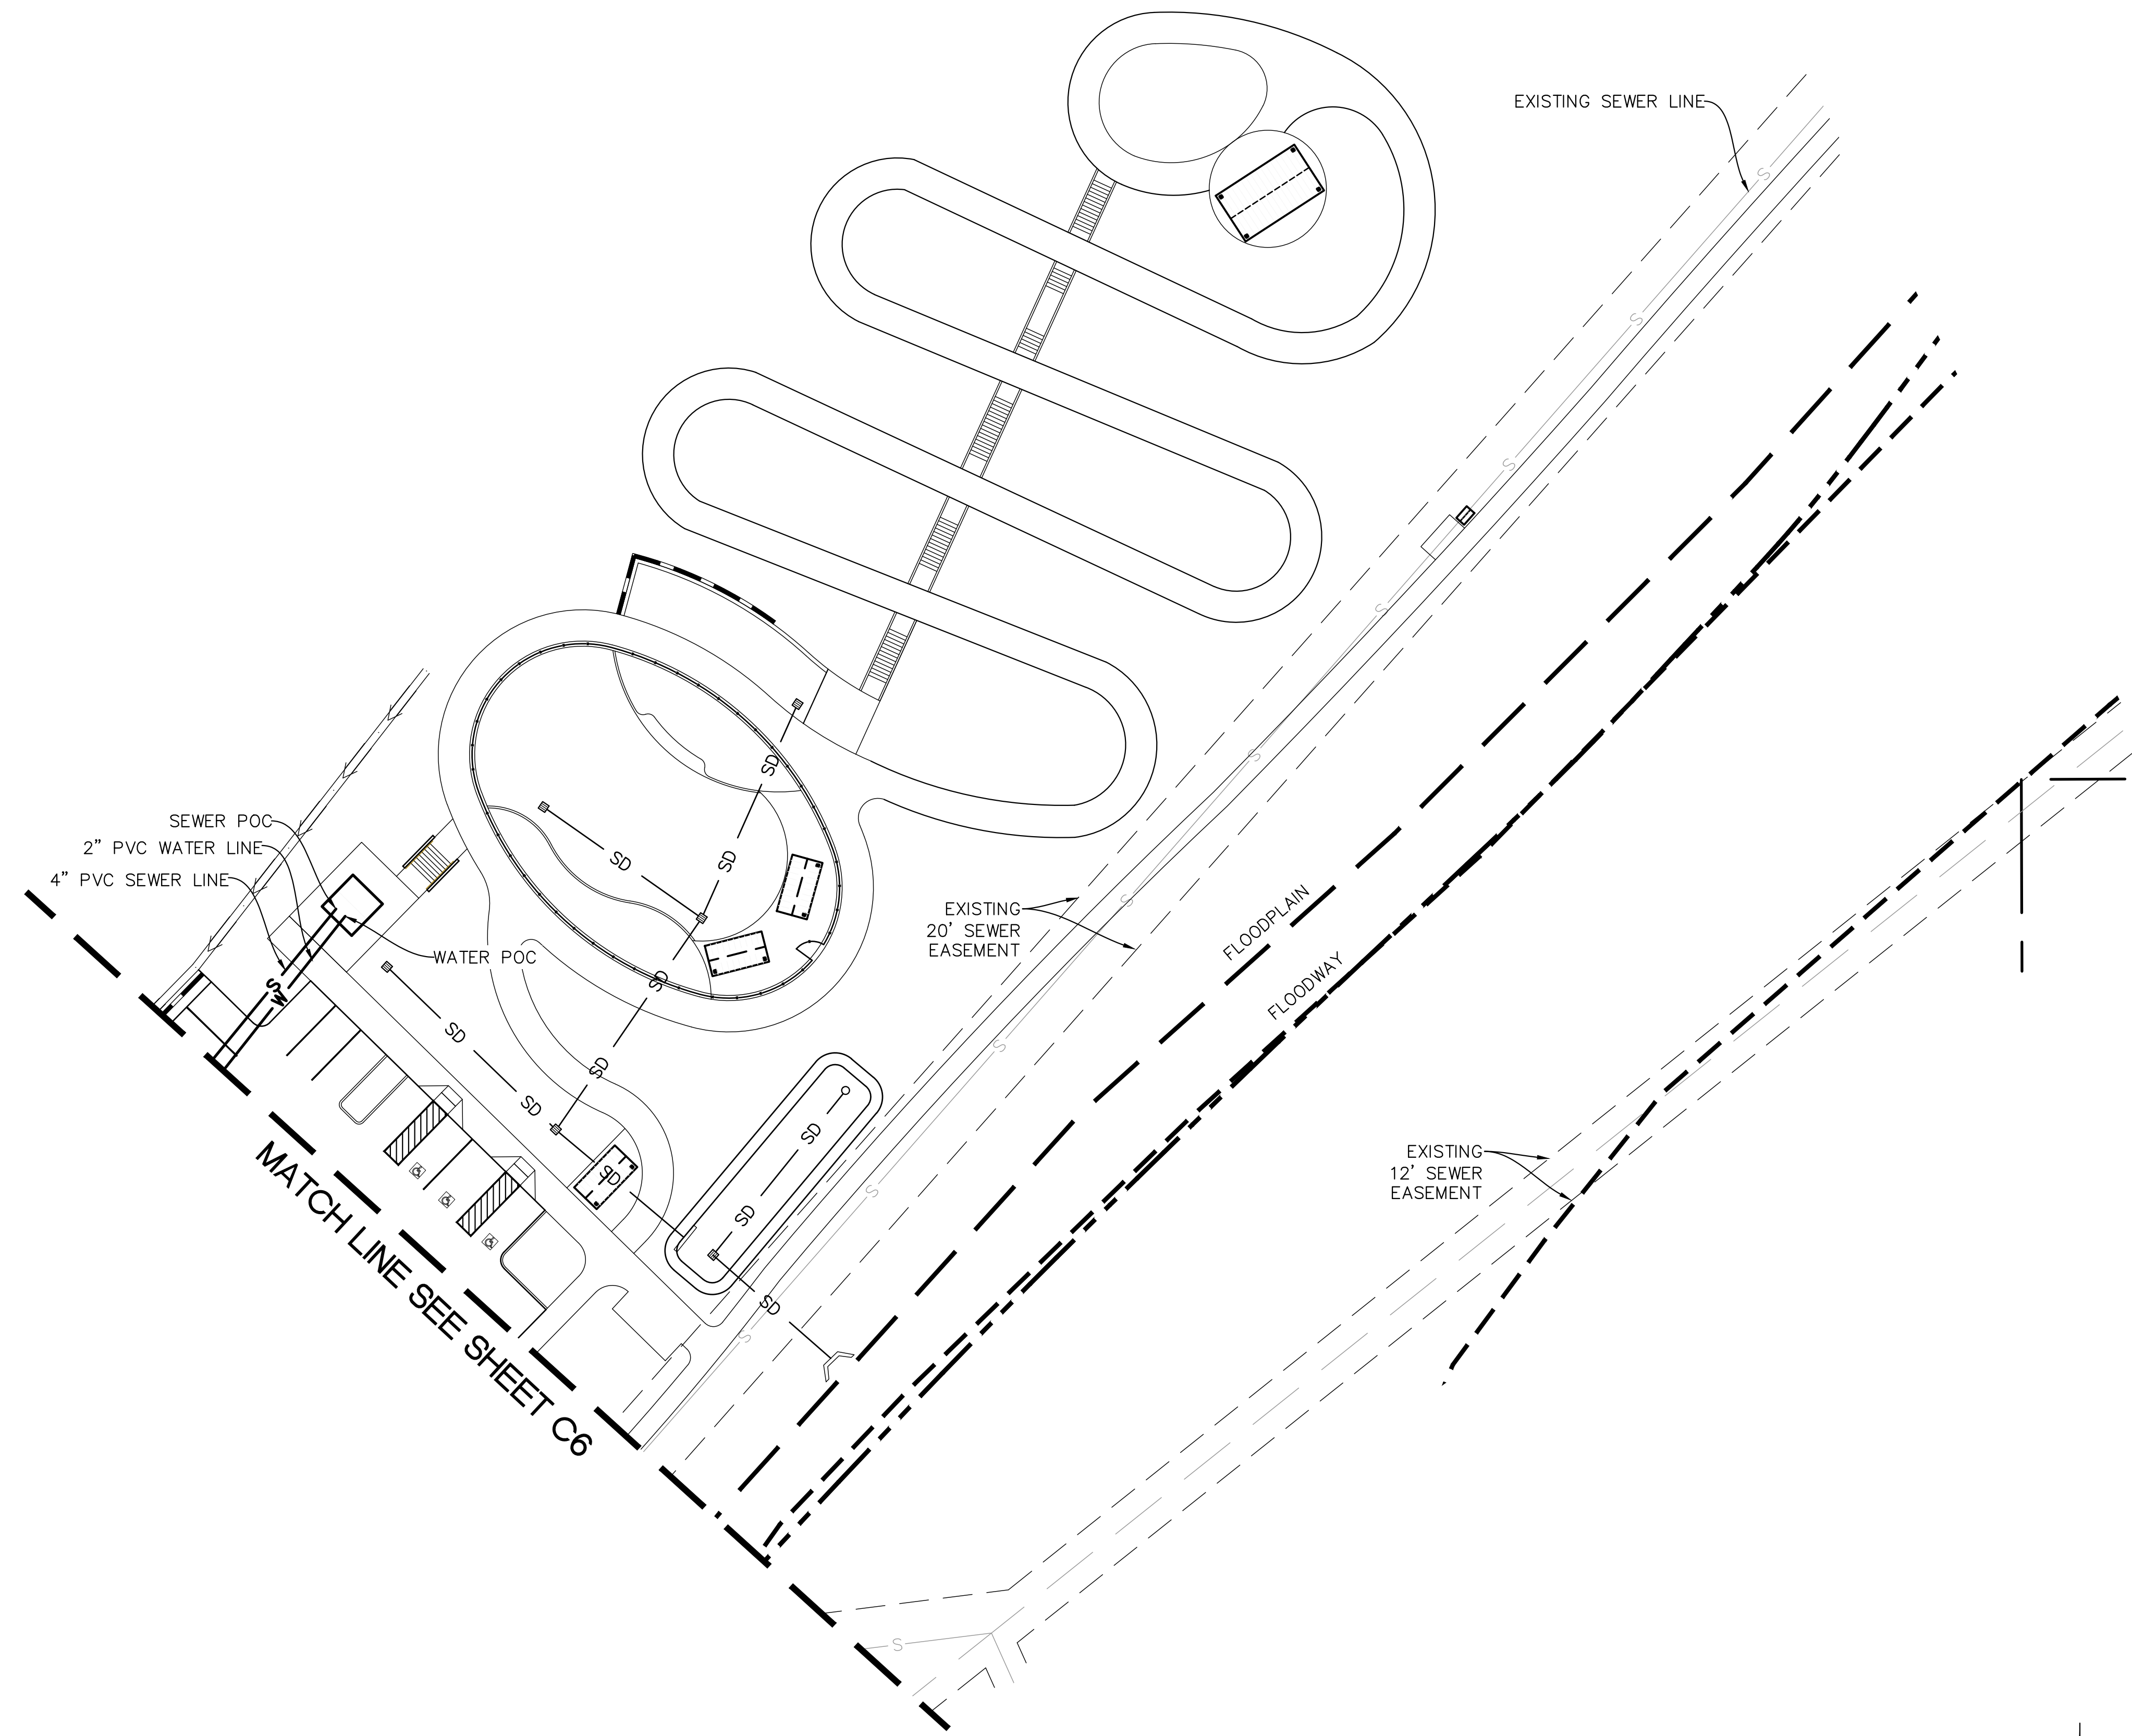 EXISTING SEWER LINE
S
S
S
S
S
S
S
S
S
S
SEWER POC
2” PVC WATER LINE
4” PVC SEWER LINE
WATER POC
S
W
SD
SD
SD
SD
SD
SD
SD
SD
SD
SD
SD
EXISTING
20’ SEWER
EASEMENT
FLOODPLAIN
FLOODWAY
EXISTING
12’ SEWER
EASEMENT
MATCH LINE SEE SHEET C6